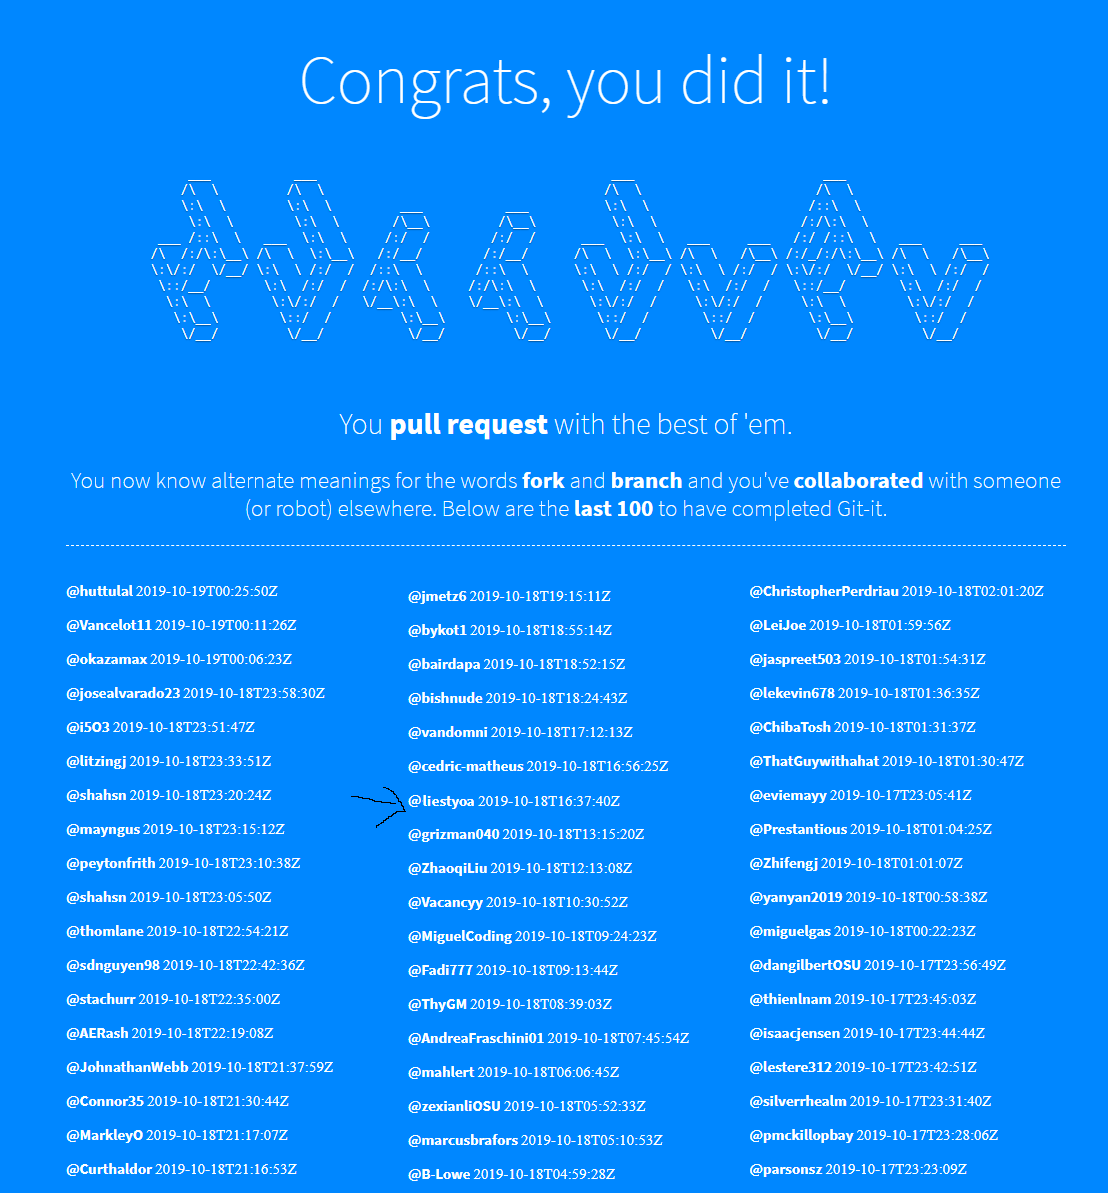 Congrats, you did it!
You pull request with the best of 'em.
You now know alternate meanings for the words fork and branch and you've collaborated with someone
(or robot) elsewhere. Below are the last 100 to have completed Git-it.
@huttulal 2019-10-19T00:25:50Z
@Vancelot11 2019-10-19T00:11:26Z
@okazamax 2019-10-19T00:06:23Z
@josealvarado23 2019-10-18T23:58:30Z
@i5O3 2019-10-18T23:51:47Z
@litzingj 2019-10-18T23:33:51Z
@shahsn 2019-10-18T23:20:24Z
@mayngus 2019-10-18T23:15:12Z
@peytonfrith 2019-10-18T23:10:38Z
@shahsn 2019-10-18T23:05:50Z
@thomlane 2019-10-18T22:54:21Z
@sdnguyen98 2019-10-18T22:42:36Z
@stachurr 2019-10-18T22:35:00Z
@AERash 2019-10-18T22:19:08Z
@JohnathanWebb 2019-10-18T21:37:59Z
@Connor35 2019-10-18T21:30:44Z
@MarkleyO 2019-10-18T21:17:07Z
@Curthaldor 2019-10-18T21:16:53Z
@jmetz6 2019-10-18T19:15:11Z
@bykot1 2019-10-18T18:55:14Z
@bairdapa 2019-10-18T18:52:15Z
@bishnude 2019-10-18T18:24:43Z
@vandomni 2019-10-18T17:12:13Z
@cedric-matheus 2019-10-18T16:56:25Z
@liestyoa 2019-10-18T16:37:40Z
@grizman040 2019-10-18T13:15:20Z
@ZhaoqiLiu 2019-10-18T12:13:08Z
@Vacancyy 2019-10-18T10:30:52Z
@MiguelCoding 2019-10-18T09:24:23Z
@Fadi777 2019-10-18T09:13:44Z
@ThyGM 2019-10-18T08:39:03Z
@AndreaFraschini01 2019-10-18T07:45:54Z
@mahlert 2019-10-18T06:06:45Z
@zexianliOSU 2019-10-18T05:52:33Z
@marcusbrafors 2019-10-18T05:10:53Z
@B-Lowe 2019-10-18T04:59:28Z
@ChristopherPerdriau 2019-10-18T02:01:20Z
@LeiJoe 2019-10-18T01:59:56Z
@jaspreet503 2019-10-18T01:54:31Z
@lekevin678 2019-10-18T01:36:35Z
@ChibaTosh 2019-10-18T01:31:37Z
@ThatGuywithahat 2019-10-18T01:30:47Z
@eviemayy 2019-10-17T23:05:41Z
@Prestantious 2019-10-18T01:04:25Z
@Zhifengj 2019-10-18T01:01:07Z
@yanyan2019 2019-10-18T00:58:38Z
@miguelgas 2019-10-18T00:22:23Z
@dangilbertOSU 2019-10-17T23:56:49Z
@thienlnam 2019-10-17T23:45:03Z
@isaacjensen 2019-10-17T23:44:44Z
@lestere312 2019-10-17T23:42:51Z
@silverrhealm 2019-10-17T23:31:40Z
@pmckillopbay 2019-10-17T23:28:06Z
@parsonsz 2019-10-17T23:23:09Z